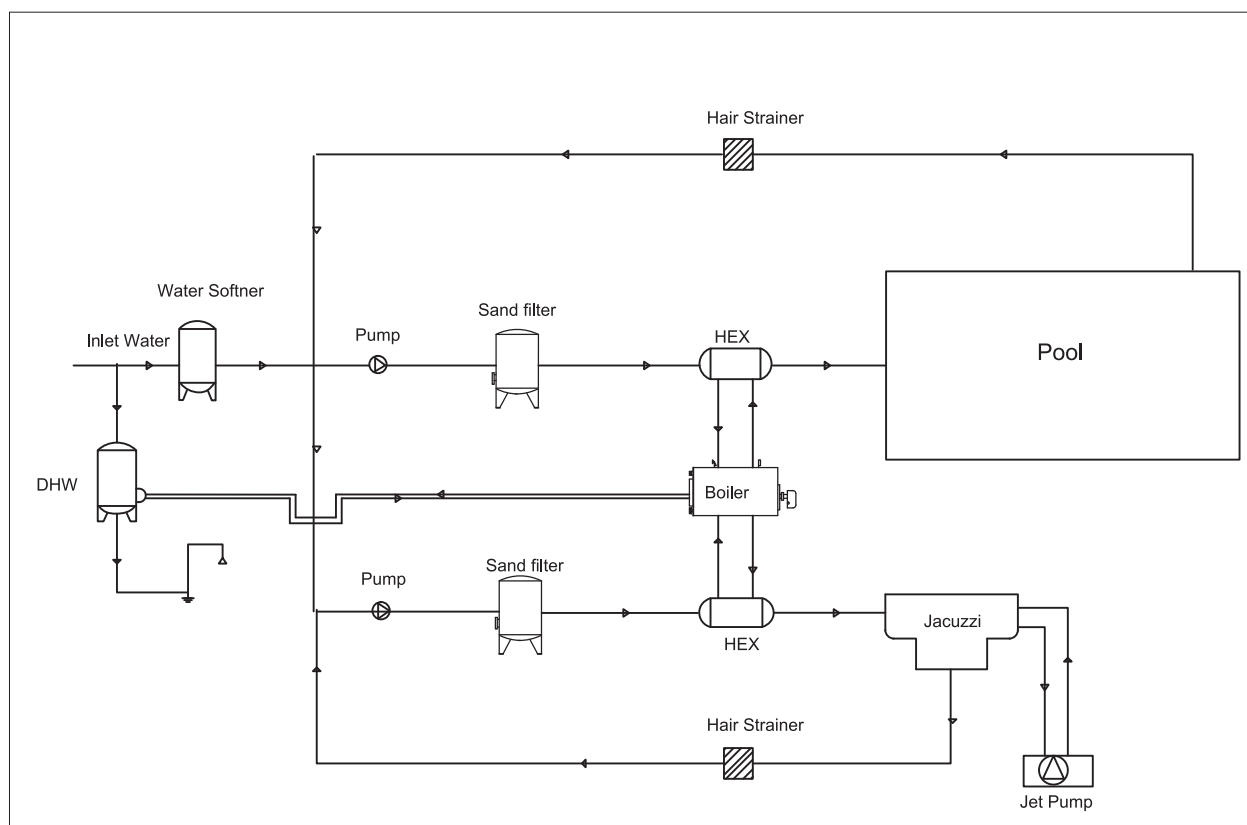 Hair Strainer
Water Softner
Sand filter
Inlet Water
Pump
HEX
Pool
DHW
Boiler
Pump
Sand filter
HEX
Jacuzzi
Hair Strainer
Jet Pump